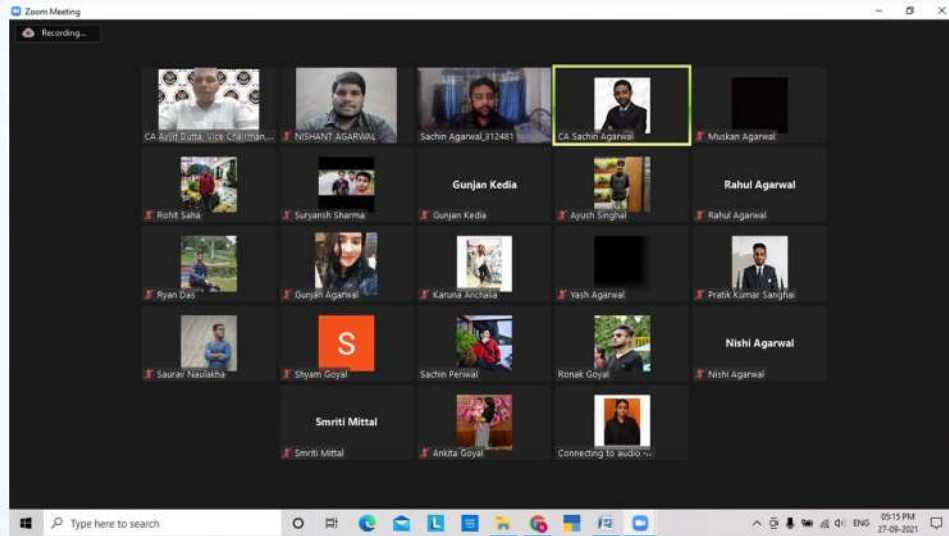 Zoom Meeting
Recording...
CA Avijit Dutta, Vice Chairman,...
NISHANT AGARWAL
Sachin Agarwal_312481
CA Sachin Agarwal
Muskan Agarwal
Rohit Saha
Suryansh Sharma
Gunjan Kedia
Gunjan Kedia
Ayush Singhal
Rahul Agarwal
Rahul Agarwal
Ryan Das
Gunjan Agarwal
Karuna Anchalia
Yash Agarwal
Pratik Kumar Sanghai
Saurav Naulakha
S
Shyam Goyal
Sachin Periwal
Ronak Goyal
Nishi Agarwal
Nishi Agarwal
Smriti Mittal
Smriti Mittal
Ankita Goyal
Connecting to audio ...
Type here to search
L
G
ENG
05:15 PM
27-08-2021